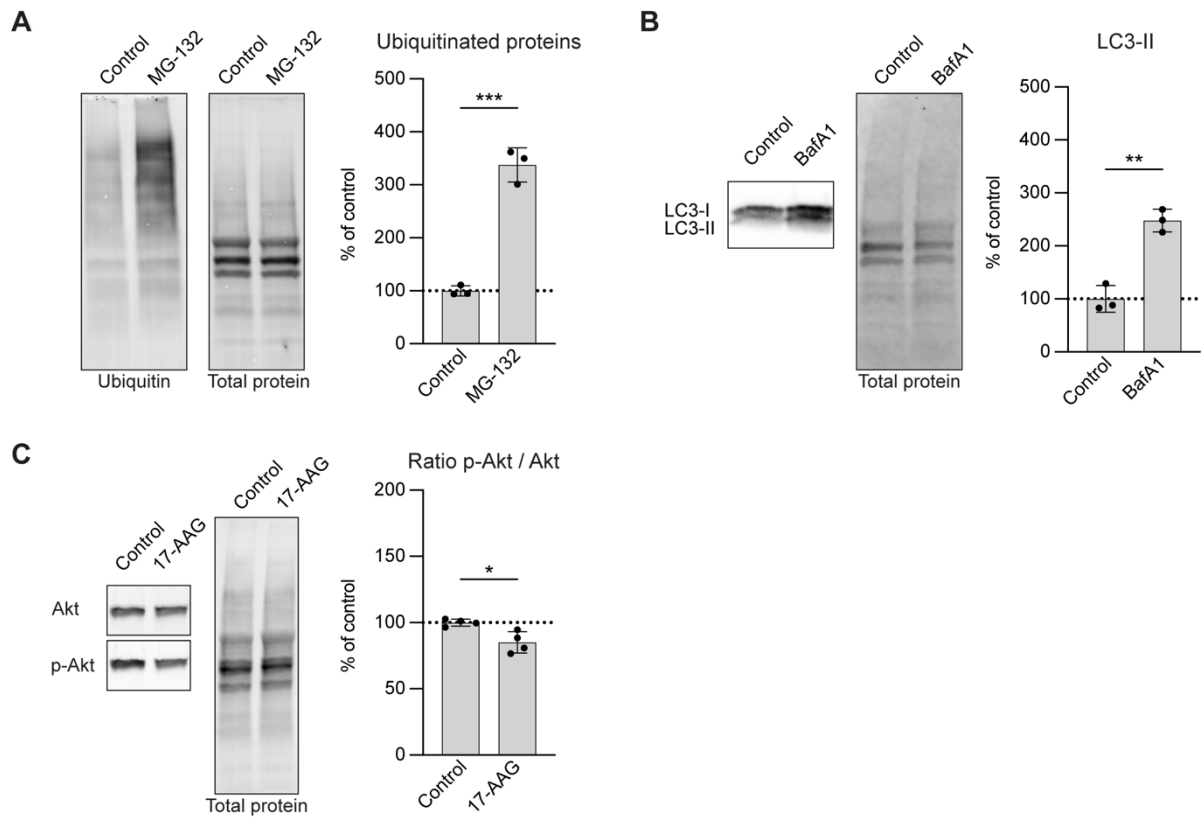 A
Control
MG-132
Control
MG-132
Ubiquitin
Total protein
Ubiquitinated proteins
% of control
500
400
300
200
100
0
***
Control
MG-132
B
Control
BafA1
LC3-I
LC3-II
Control
BafA1
Total protein
LC3-II
% of control
500
400
300
200
100
0
**
Control
BafA1
C
Control
17-AAG
Akt
p-Akt
Control
17-AAG
Total protein
Ratio p-Akt / Akt
% of control
200
150
100
50
0
*
Control
17-AAG